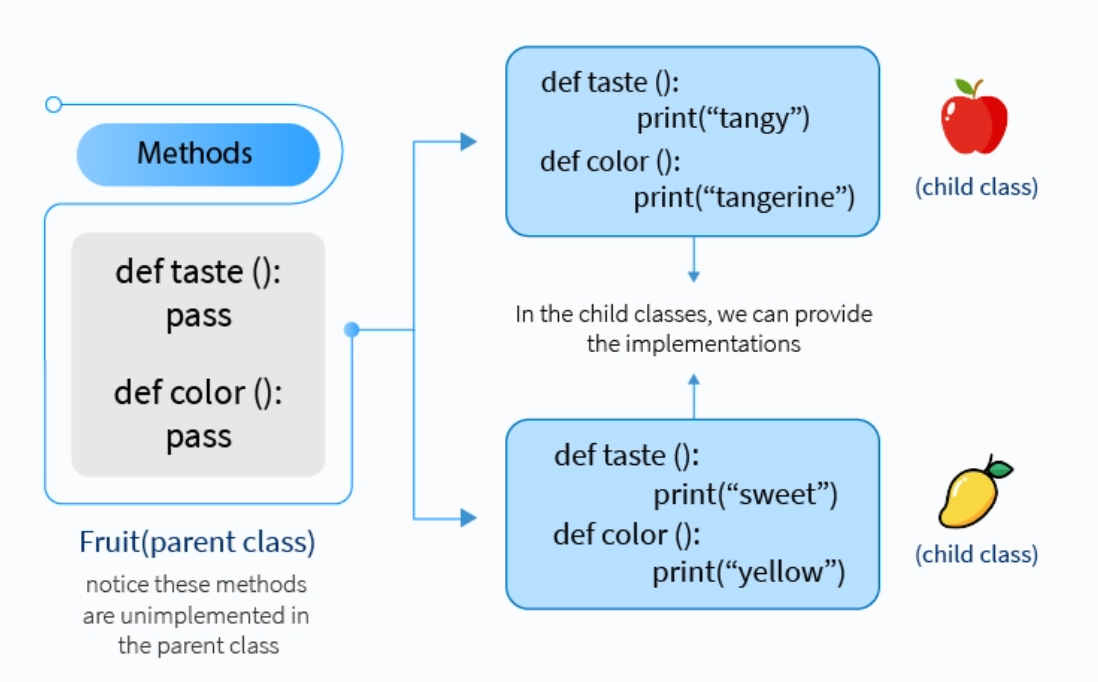 Methods
def taste ():
pass
def color ():
pass
Fruit(parent class)
notice these methods
are unimplemented in
the parent class
def taste ():
print(“tangy”)
def color ():
print(“tangerine”)
(child class)
In the child classes, we can provide
the implementations
def taste ():
print(“sweet”)
def color ():
print(“yellow”)
(child class)